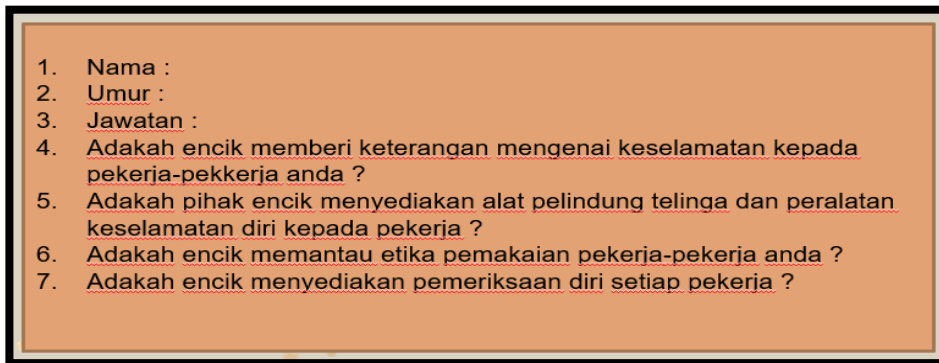 1. Nama :
2. Umur :
3. Jawatan :
4. Adakah encik memberi keterangan mengenai keselamatan kepada
pekerja-pekkerja anda ?
5. Adakah pihak encik menyediakan alat pelindung telinga dan peralatan
keselamatan diri kepada pekerja ?
6. Adakah encik memantau etika pemakaian pekerja-pekerja anda ?
7. Adakah encik menyediakan pemeriksaan diri setiap pekerja ?